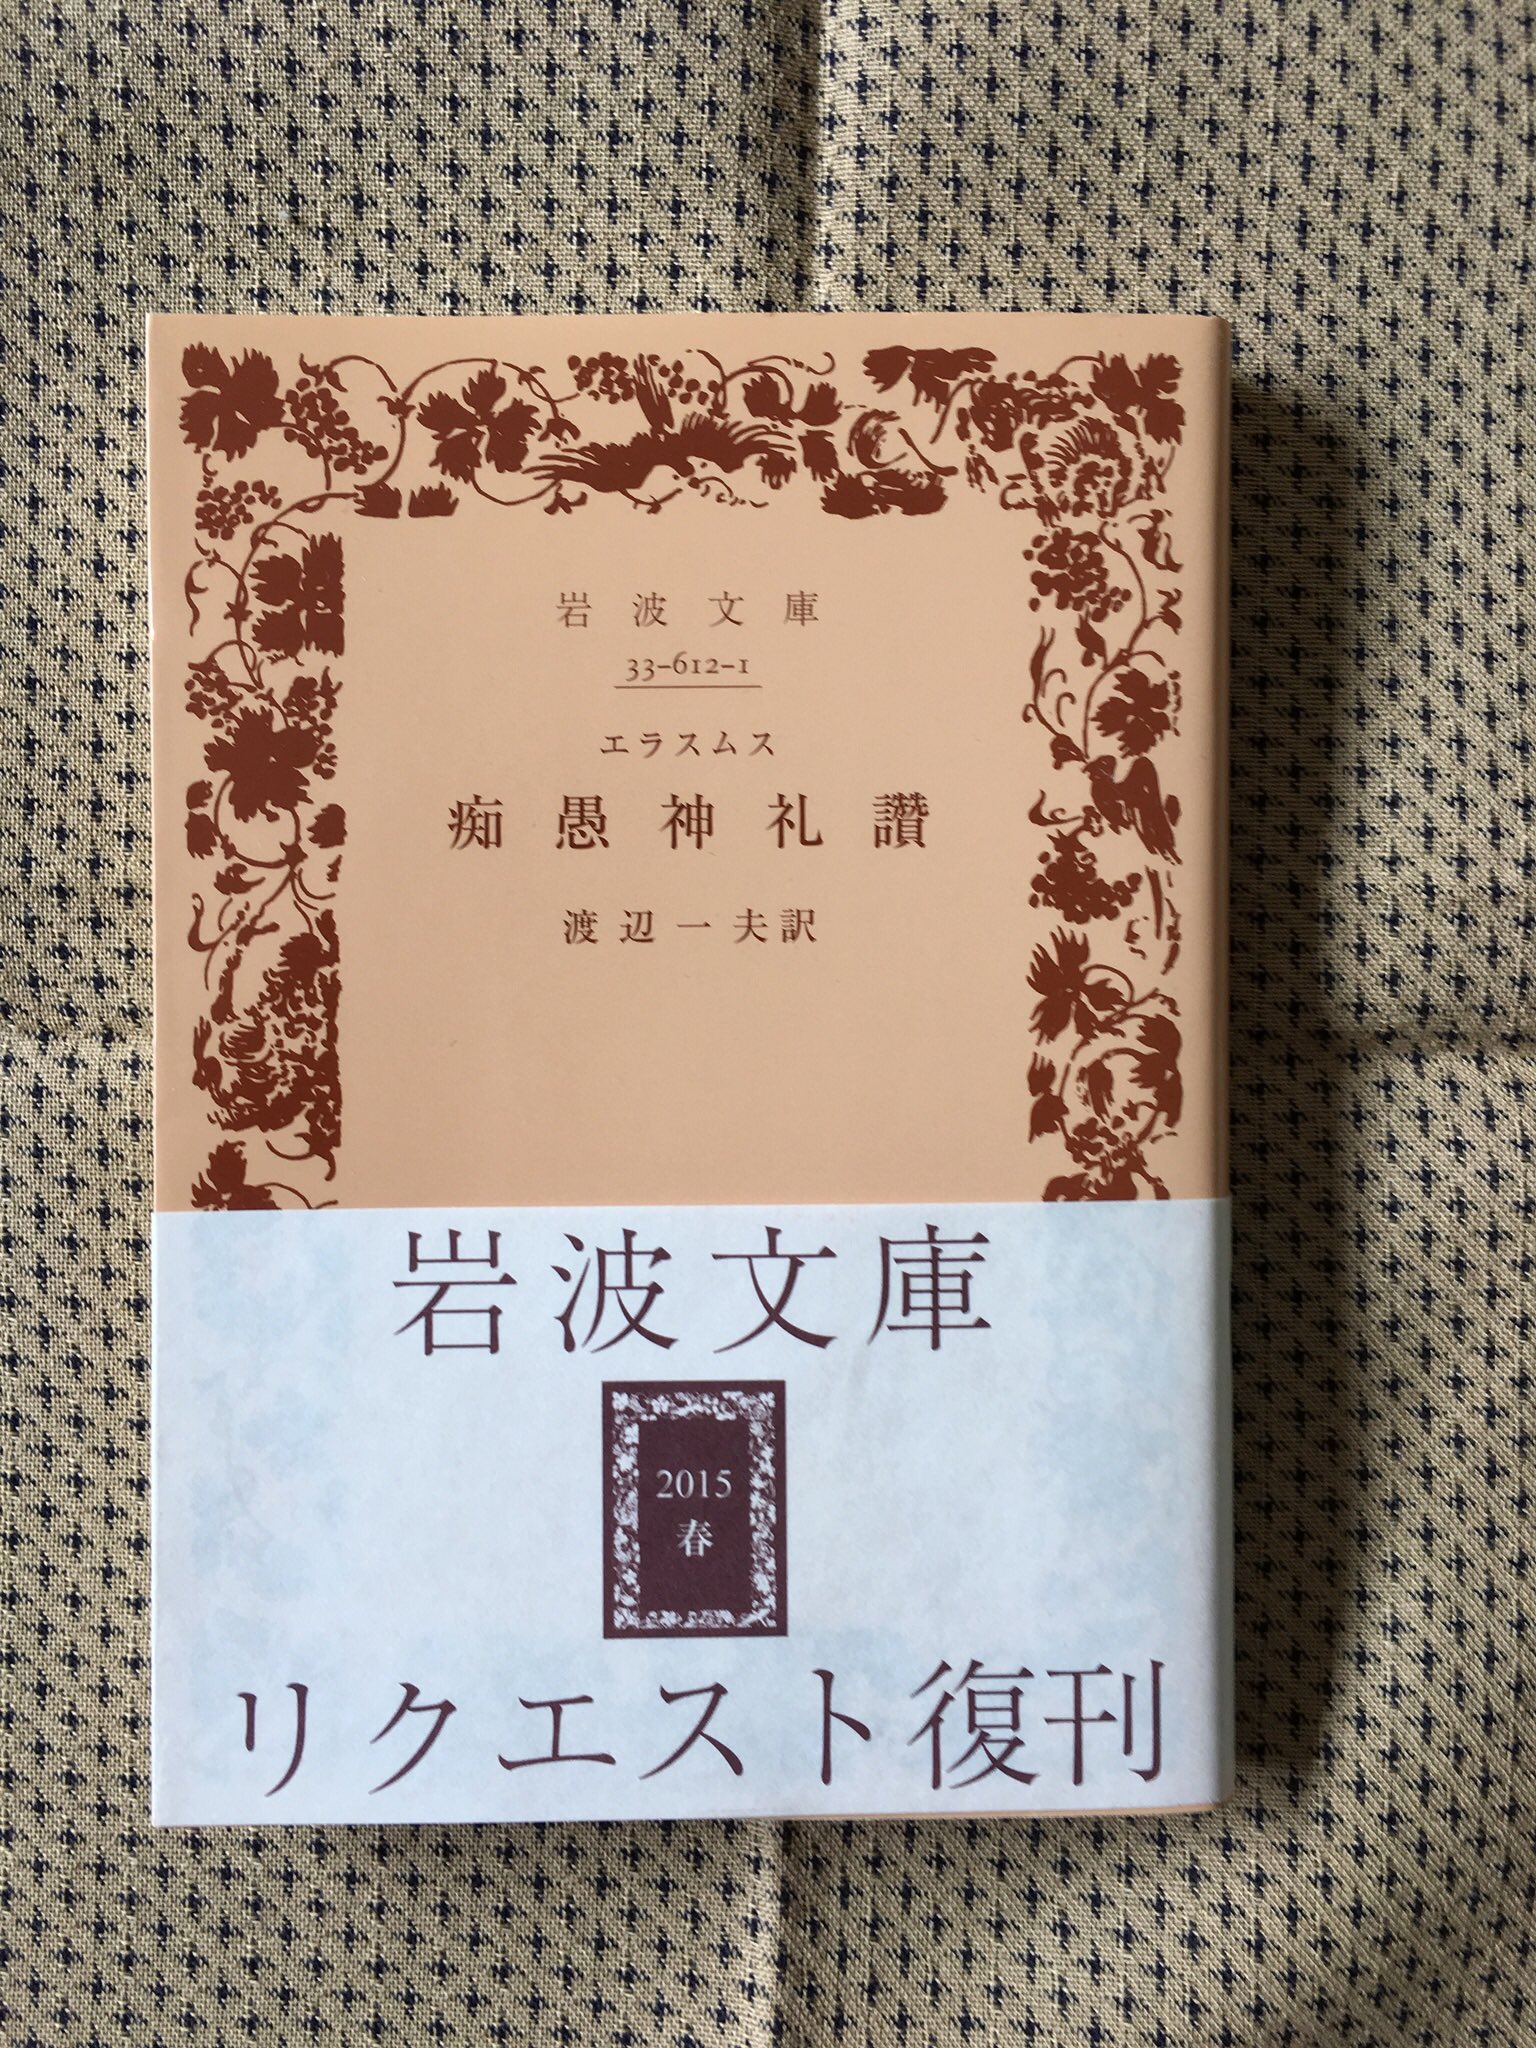 岩波文庫
33-612-1
エラスムス
痴愚神礼讃
渡辺一夫訳
岩波文庫
2015
春
リクエスト復刊